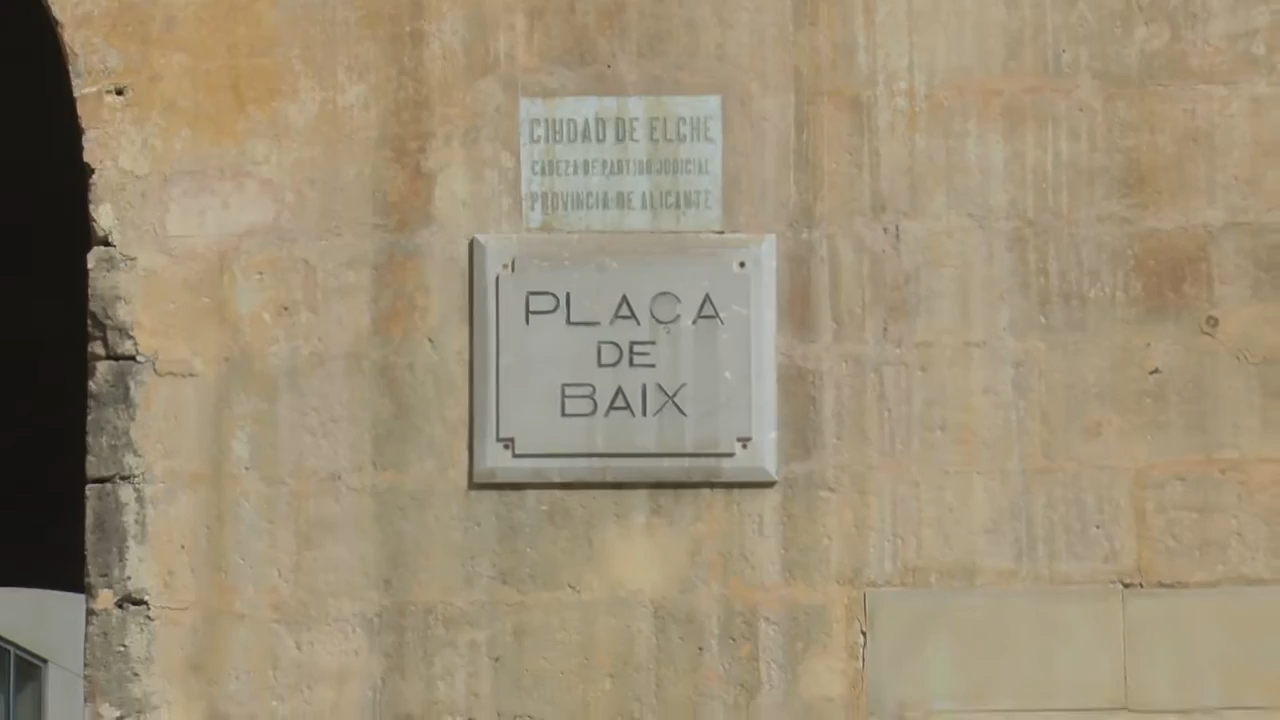 CIUDAD DE ELCHE
CABEZA DE PARTIDO JUDICIAL
PROVINCIA DE ALICANTE
PLAÇA
DE
BAIX